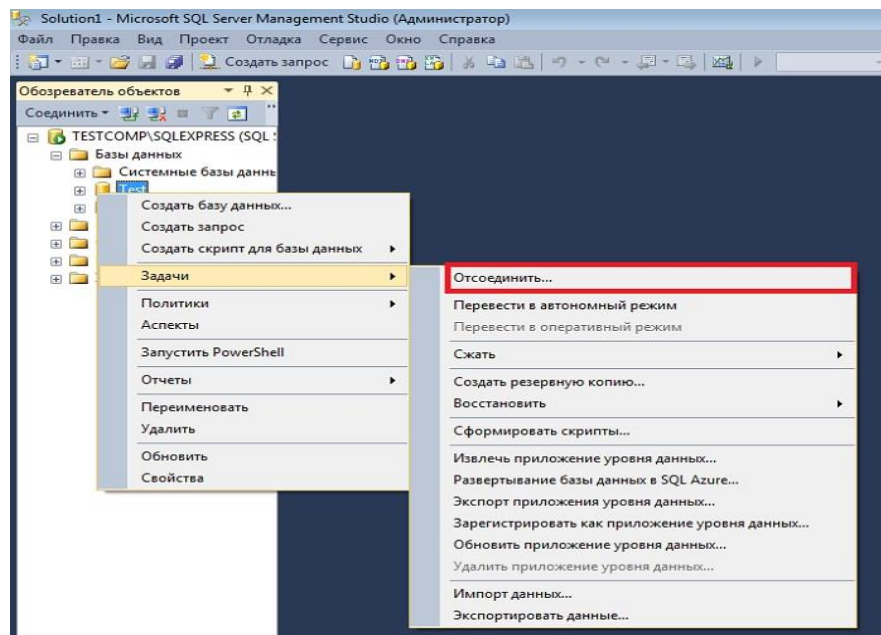 Solution1 - Microsoft SQL Server Management Studio (Администратор)
Файл Правка Вид Проект Отладка Сервис Окно Справка
Создать запрос
Обозреватель объектов
Соединить
TESTCOMP\SQLEXPRESS (SQL
Базы данных
Системные базы данн
Test
Создать базу данных...
Создать запрос
Создать скрипт для базы данных
Задачи
Политики
Аспекты
Запустить PowerShell
Отчеты
Переименовать
Удалить
Обновить
Свойства
Отсоединить...
Перевести в автономный режим
Перевести в оперативный режим
Сжать
Создать резервную копию...
Восстановить
Сформировать скрипты...
Извлечь приложение уровня данных...
Развертывание базы данных в SQL Azure...
Экспорт приложения уровня данных...
Зарегистрировать как приложение уровня данных...
Обновить приложение уровня данных...
Удалить приложение уровня данных...
Импорт данных...
Экспортировать данные...